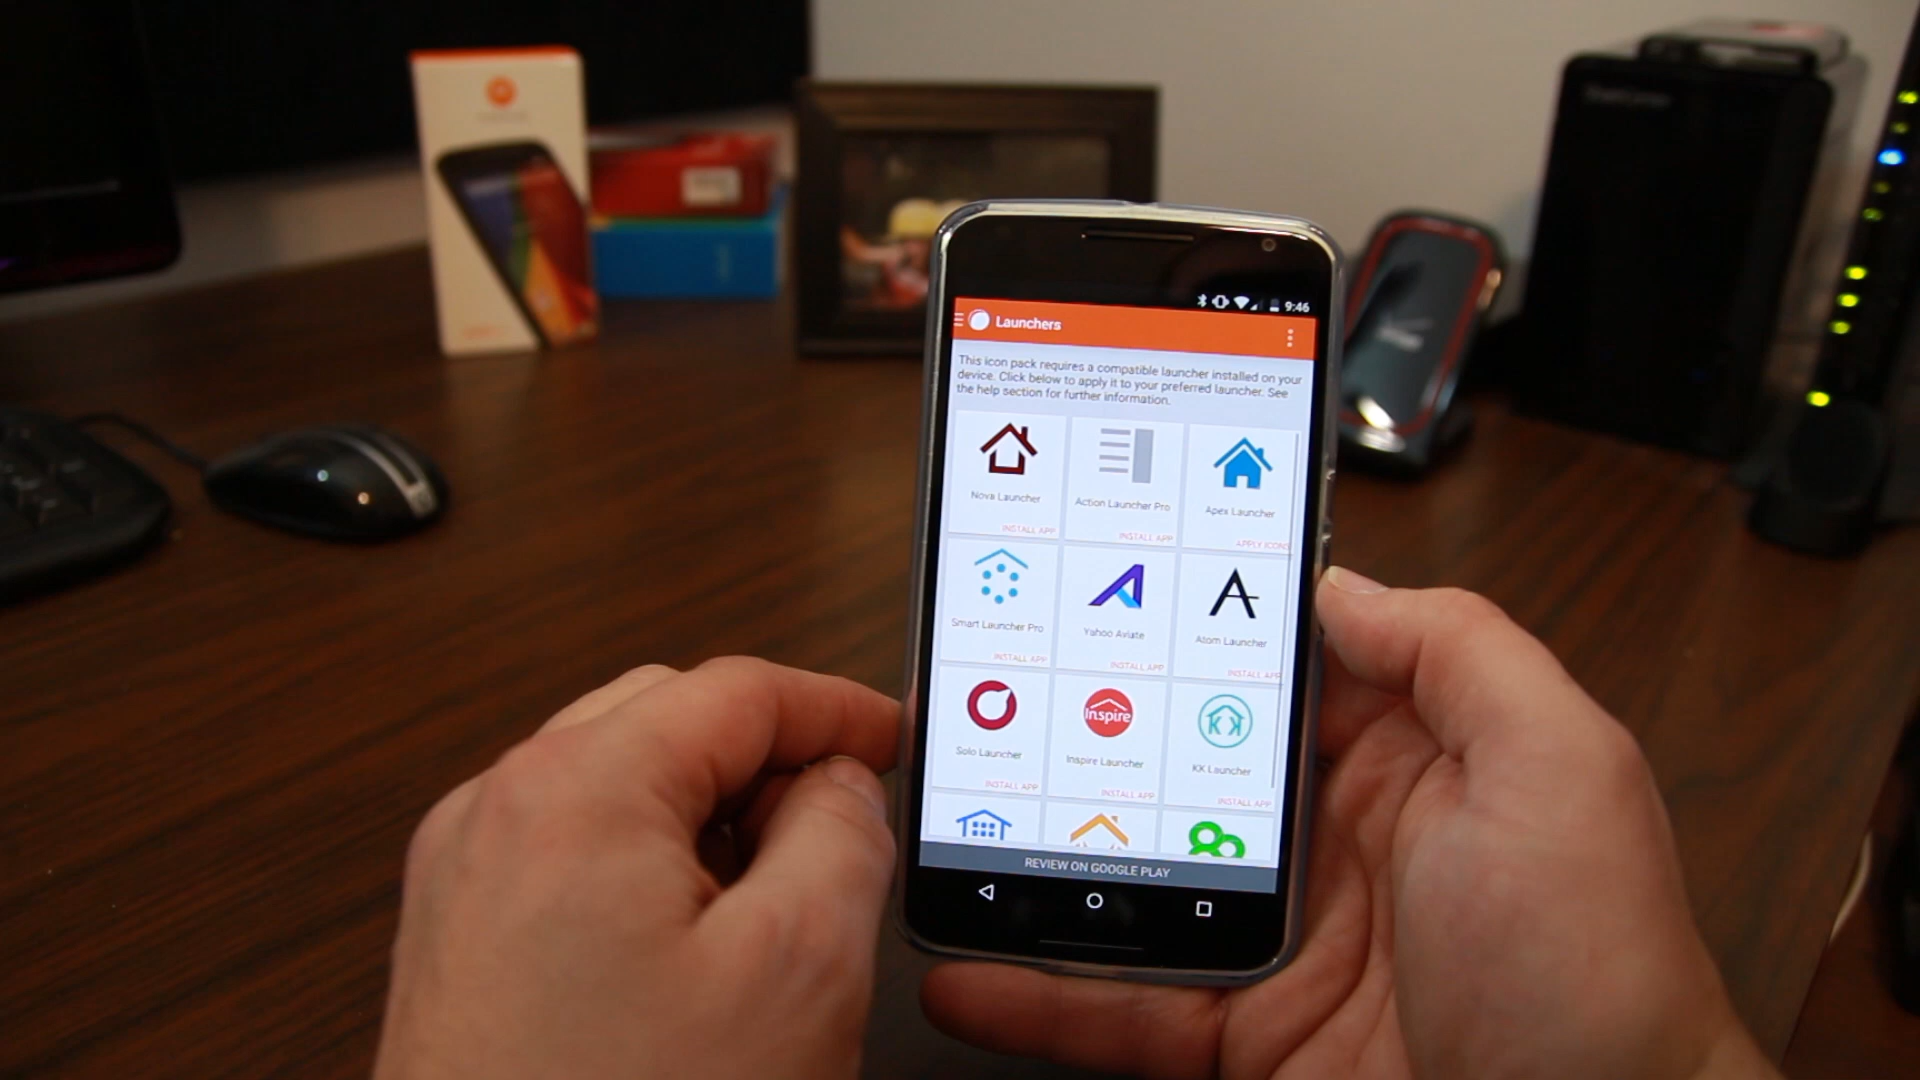 9:46
Launchers
This icon pack requires a compatible launcher installed on your
device. Click below to apply it to your preferred launcher. See
the help section for further information.
Nova Launcher
Action Launcher Pro
Apex Launcher
INSTALL APP
INSTALL APP
APPLY ICONS
Smart Launcher Pro
Yahoo Aviate
Atom Launcher
INSTALL APP
INSTALL APP
INSTALL APP
Inspire
KK
Solo Launcher
Inspire Launcher
KK Launcher
INSTALL APP
INSTALL APP
INSTALL APP
REVIEW ON GOOGLE PLAY